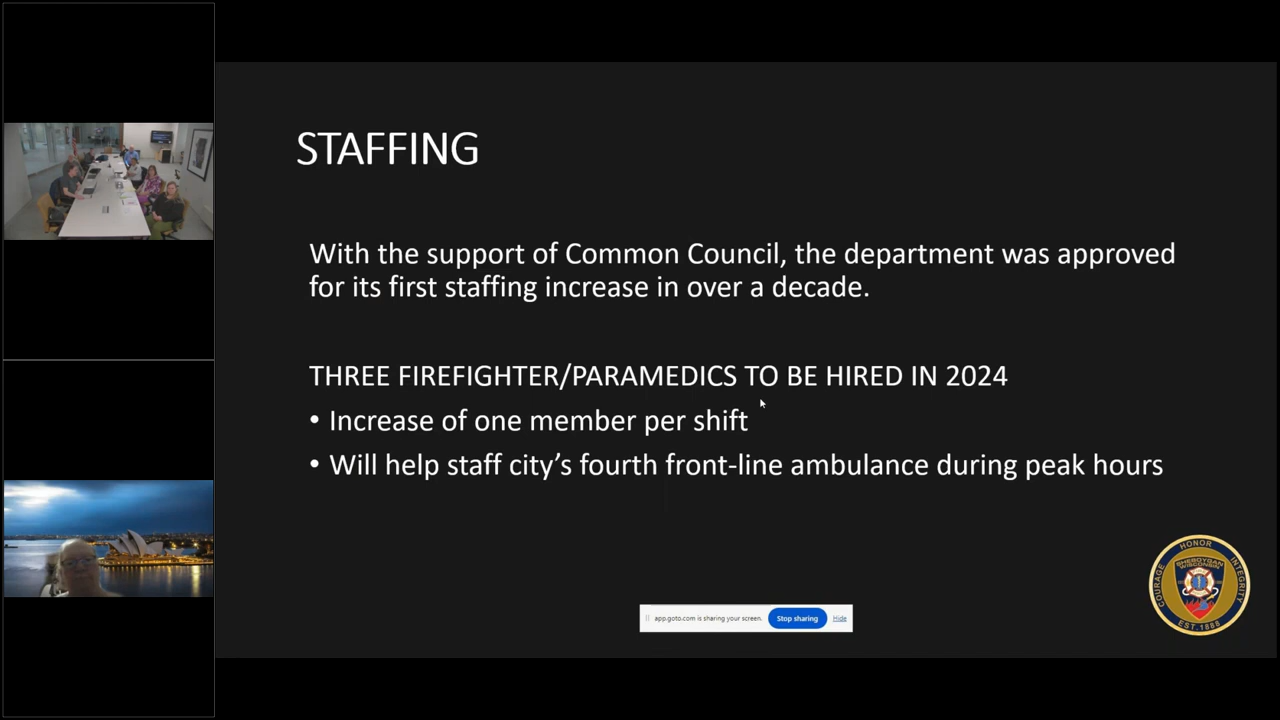 STAFFING
With the support of Common Council, the department was approved
for its first staffing increase in over a decade.
THREE FIREFIGHTER/PARAMEDICS TO BE HIRED IN 2024
• Increase of one member per shift
• Will help staff city's fourth front-line ambulance during peak hours
HONOR
COURAGE
INTEGRITY
SHEBOYGAN
WISCONSIN
EST. 1888
app.goto.com is sharing your screen.
Stop sharing
Hide